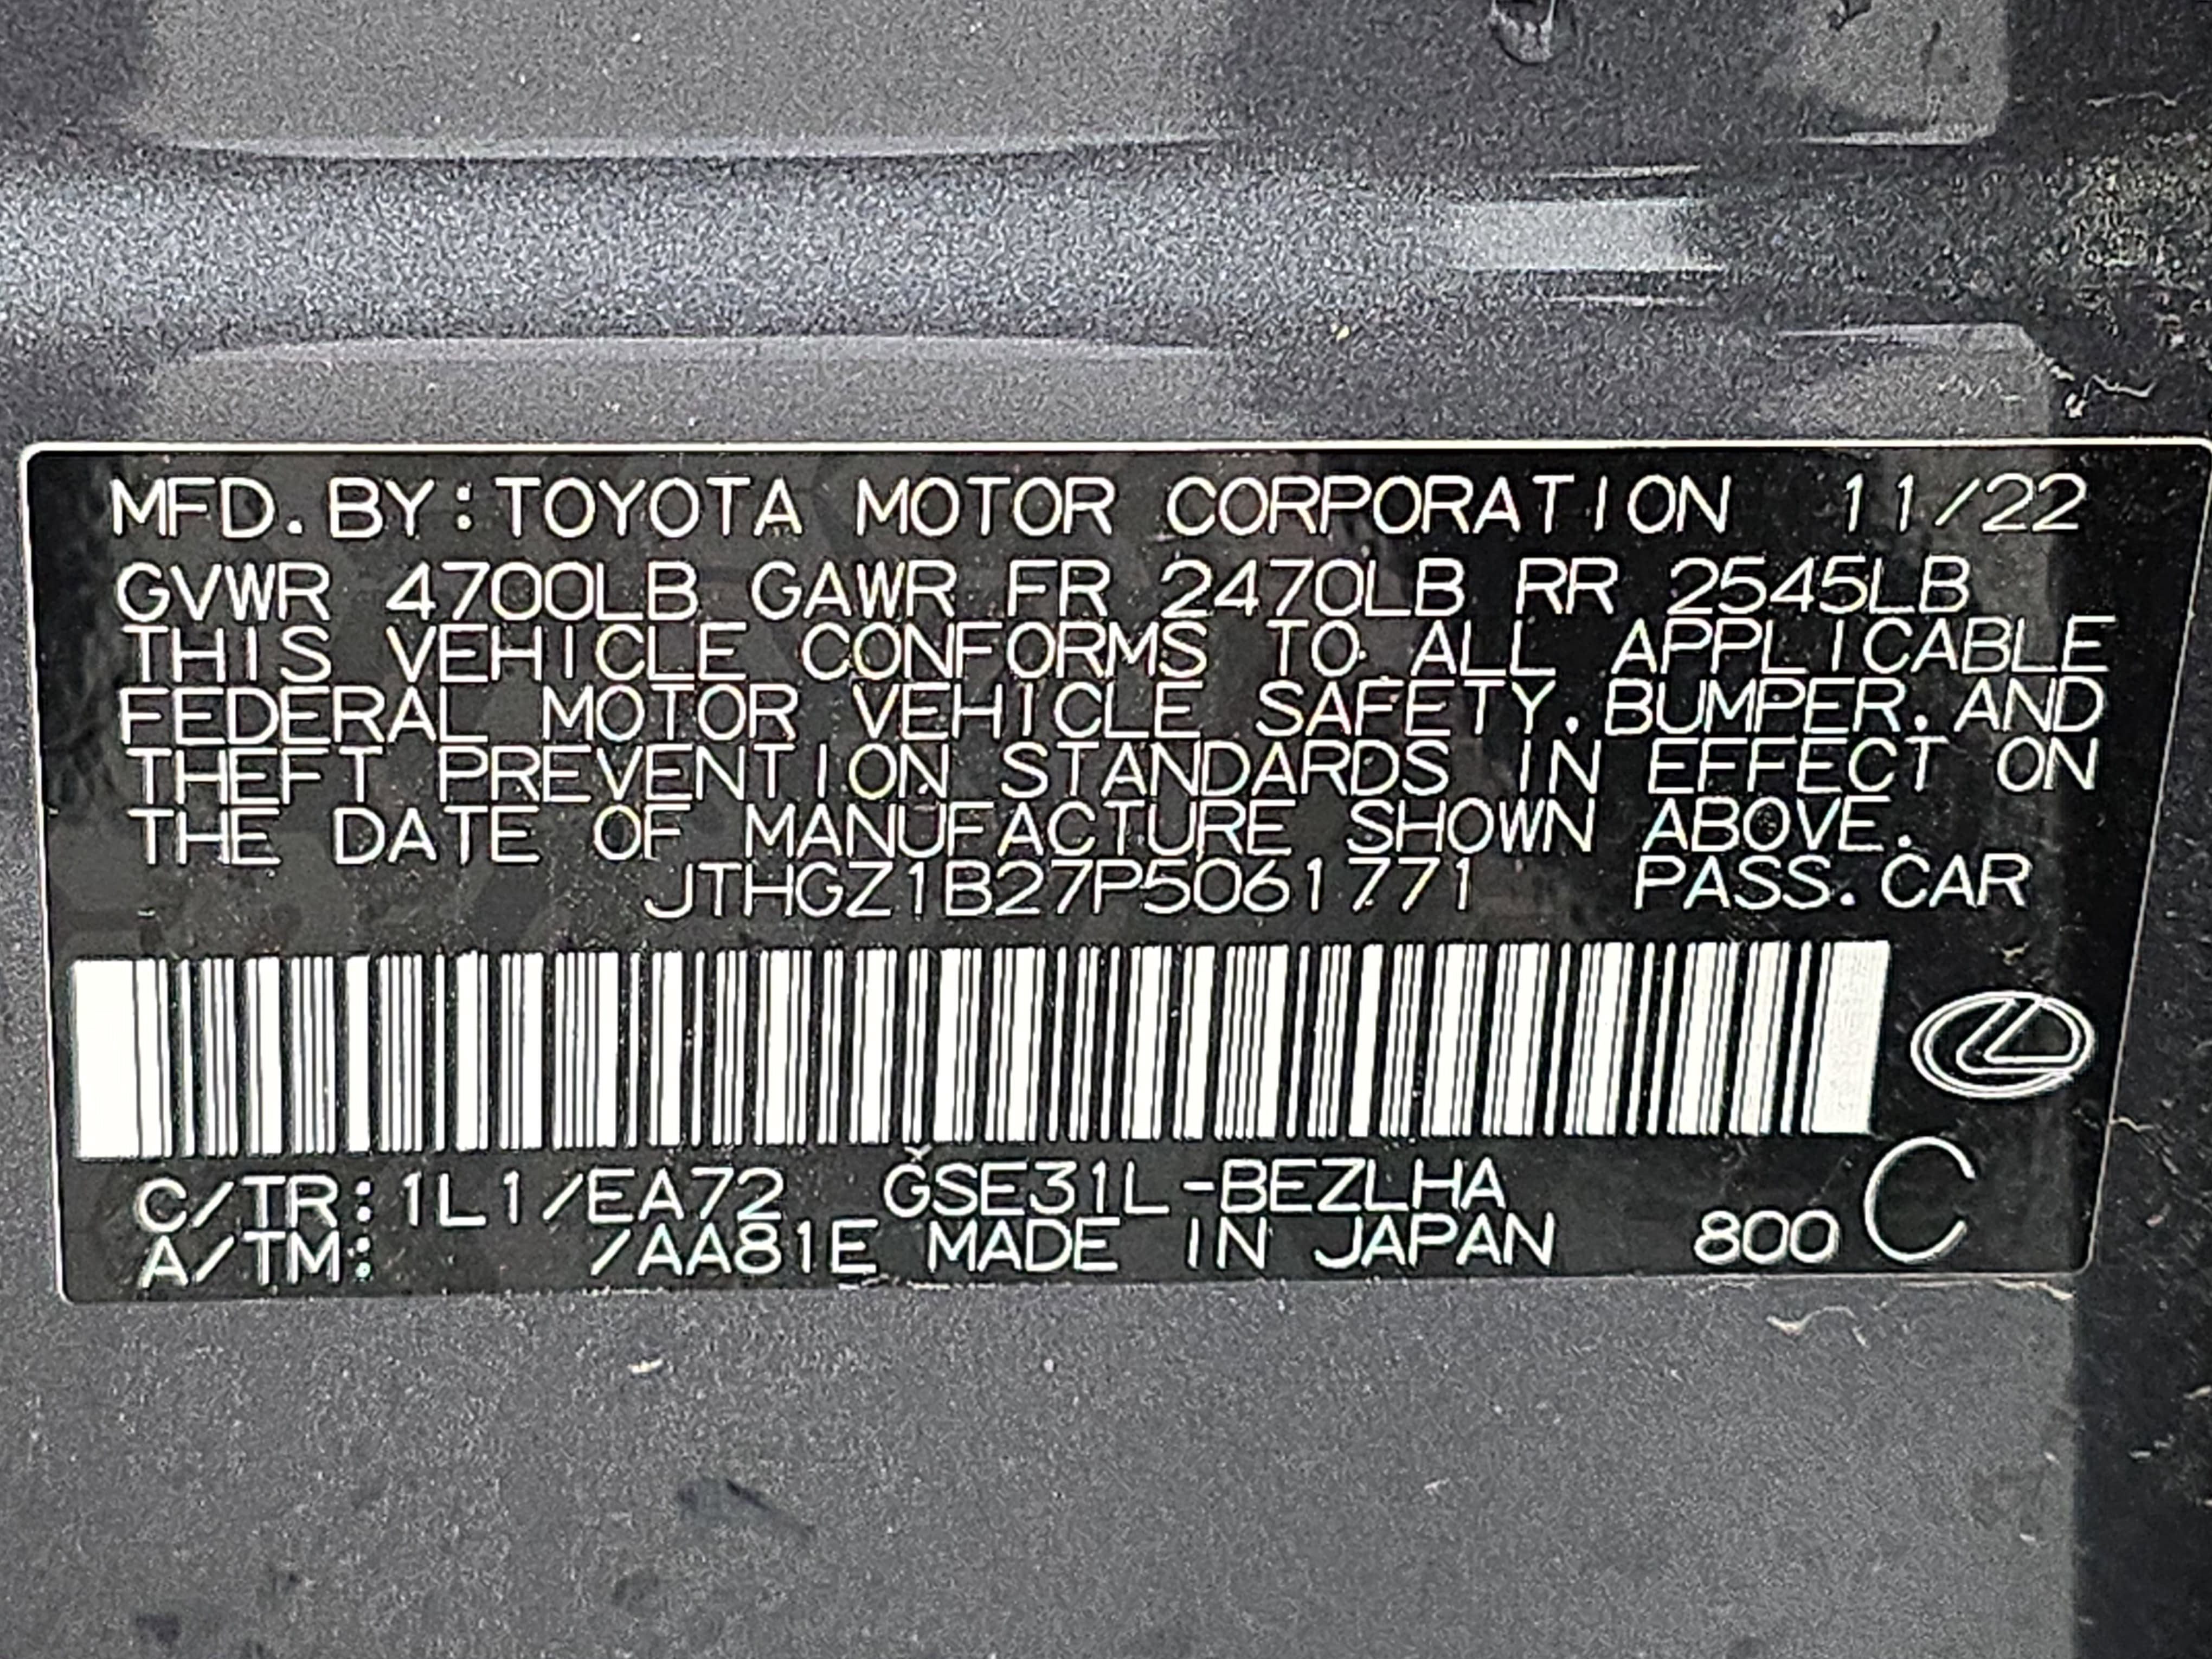 MFD.BY:TOYOTA MOTOR CORPORATION 11/22
GVWR 4700LB GAWR FR 2470LB RR 2545LB
THIS VEHICLE CONFORMS TO ALL APPLICABLE
FEDERAL MOTOR VEHICLE SAFETY,BUMPER,AND
THEFT PREVENTION STANDARDS IN EFFECT ON
THE DATE OF MANUFACTURE SHOWN ABOVE.
JTHGZ1B27P5061771 PASS.CAR
C/TR:1L1/EA72 GSE31L-BEZLHA
A/TM: /AA81E MADE IN JAPAN 800 C